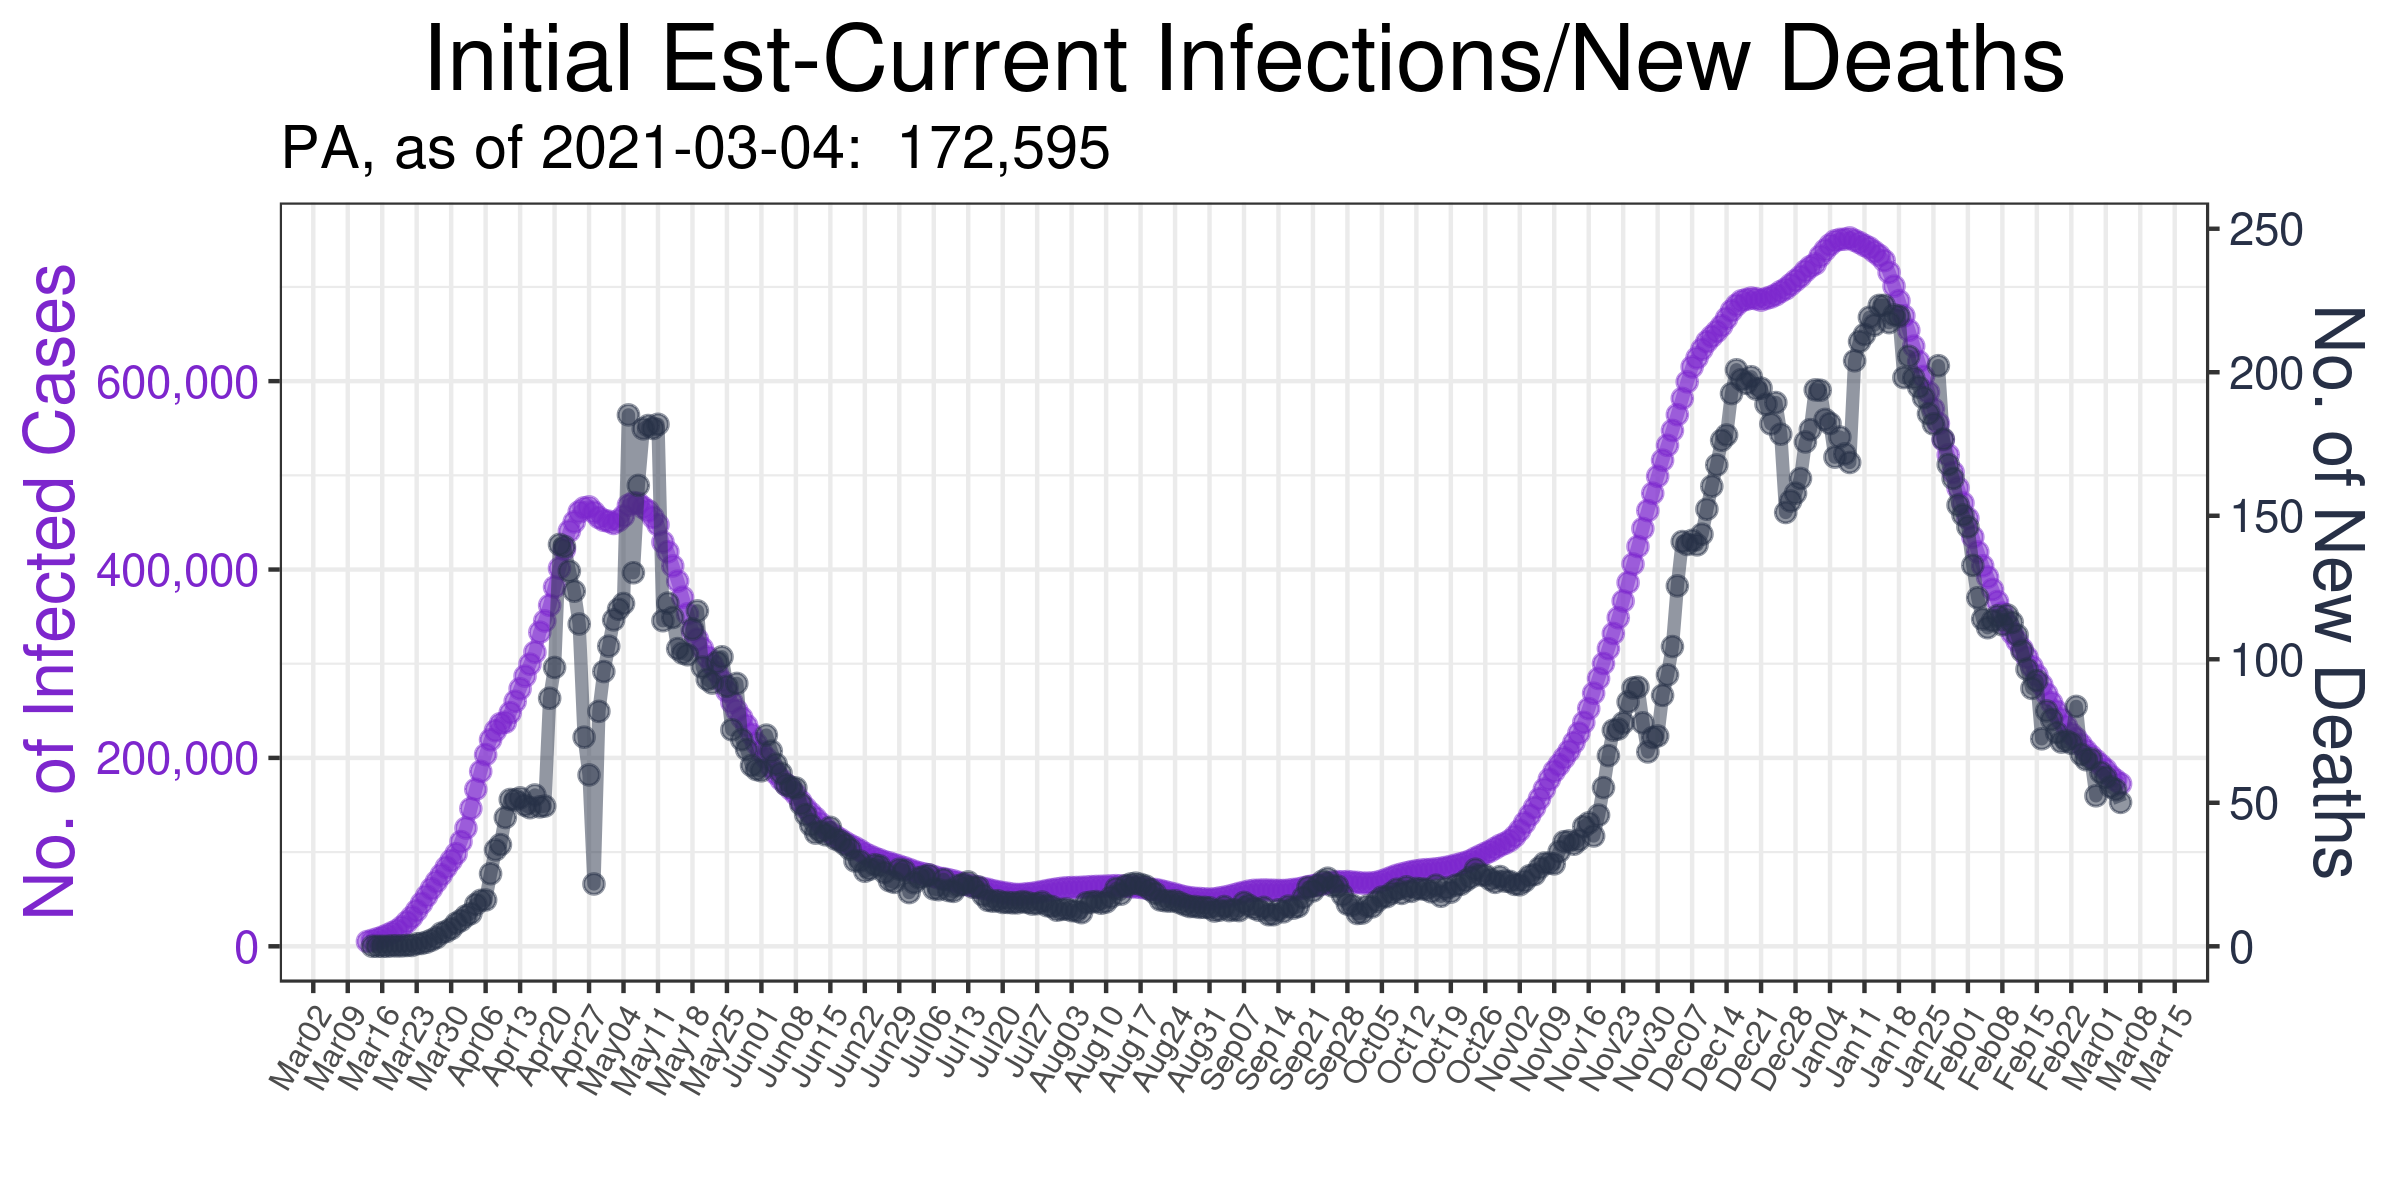 Initial Est-Current Infections/New Deaths
PA, as of 2021-03-04:  172,595
No. of Infected Cases
600,000
400,000
200,000
0
250
200
150
100
50
0
No. of New Deaths
Mar02
Mar09
Mar16
Mar23
Mar30
Apr06
Apr13
Apr20
Apr27
May04
May11
May18
May25
Jun01
Jun08
Jun15
Jun22
Jun29
Jul06
Jul13
Jul20
Jul27
Aug03
Aug10
Aug17
Aug24
Aug31
Sep07
Sep14
Sep21
Sep28
Oct05
Oct12
Oct19
Oct26
Nov02
Nov09
Nov16
Nov23
Nov30
Dec07
Dec14
Dec21
Dec28
Jan04
Jan11
Jan18
Jan25
Feb01
Feb08
Feb15
Feb22
Mar01
Mar08
Mar15